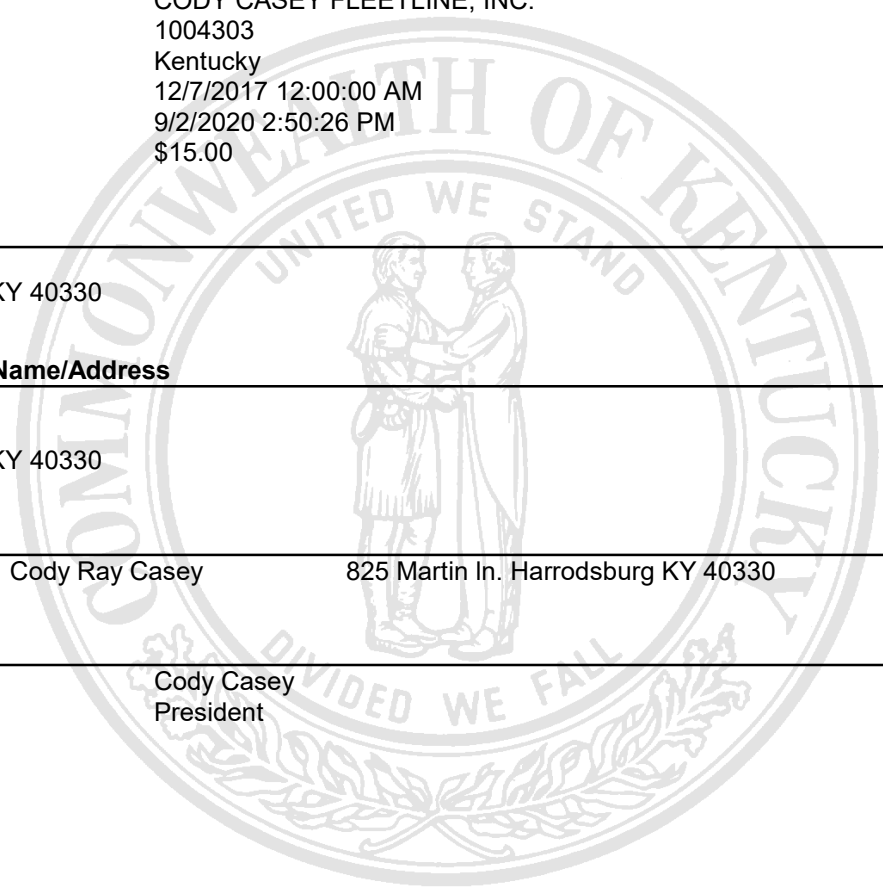 CODY CASEY FLEETLINE, INC.
1004303
Kentucky
12/7/2017 12:00:00 AM
9/2/2020 2:50:26 PM
$15.00
KY 40330
Name/Address
KY 40330
Cody Ray Casey 825 Martin ln. Harrodsburg KY 40330
Cody Casey
President
COMMONWEALTH OF KENTUCKY
UNITED WE STAND
DIVIDED WE FALL